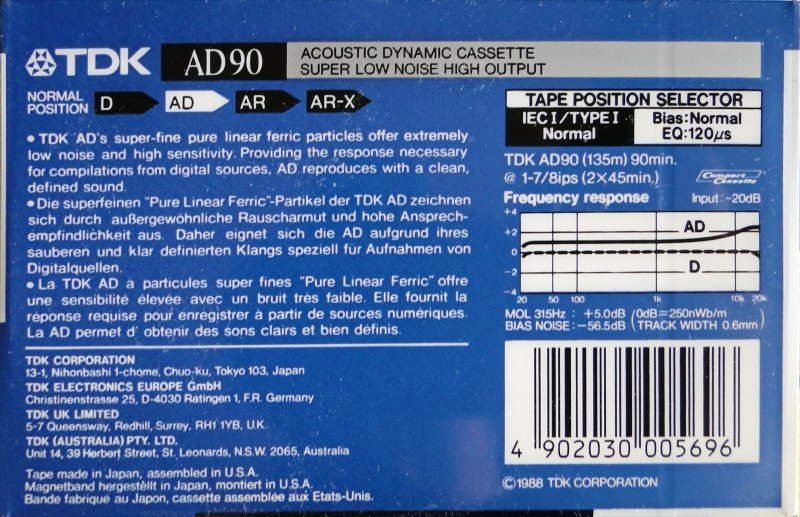 TDK AD90 ACOUSTIC DYNAMIC CASSETTE
SUPER LOW NOISE HIGH OUTPUT
NORMAL
POSITION D AD AR AR-X
• TDK AD's super-fine pure linear ferric particles offer extremely
low noise and high sensitivity. Providing the response necessary
for compilations from digital sources, AD reproduces with a clean,
defined sound.
• Die superfeinen "Pure Linear Ferric"-Partikel der TDK AD zeichnen
sich durch außergewöhnliche Rauscharmut und hohe Ansprech-
empfindlichkeit aus. Daher eignet sich die AD aufgrund ihres
sauberen und klar definierten Klangs speziell für Aufnahmen von
Digitalquellen.
• La TDK AD à particules super fines "Pure Linear Ferric" offre
une sensibilité élevée avec un bruit très faible. Elle fournit la
réponse requise pour enregistrer à partir de sources numériques.
La AD permet d' obtenir des sons clairs et bien définis.
TDK CORPORATION
13-1, Nihonbashi 1-chome, Chuo-ku, Tokyo 103, Japan
TDK ELECTRONICS EUROPE GmbH
Christinenstrasse 25, D-4030 Ratingen 1, F.R. Germany
TDK UK LIMITED
5-7 Queensway, Redhill, Surrey, RH1 1YB, U.K.
TDK (AUSTRALIA) PTY. LTD.
Unit 14, 39 Herbert Street, St. Leonards, N.S.W. 2065, Australia
Tape made in Japan, assembled in U.S.A.
Magnetband hergestellt in Japan, montiert in U.S.A.
Bande fabriqué au Japon, cassette assemblée aux Etats-Unis.
TAPE POSITION SELECTOR
IEC I/TYPE I Bias:Normal
Normal EQ:120μs
TDK AD90 (135m) 90min.
@ 1-7/8ips (2×45min.) Compact Cassette
Frequency response Input: -20dB
+4
+2 AD
0
-2 D
-4
20 50 100 1k 10k 20k
MOL 315Hz : +5.0dB (0dB=250nWb/m
BIAS NOISE: -56.5dB (TRACK WIDTH 0.6mm)
4 902030 005696
©1988 TDK CORPORATION